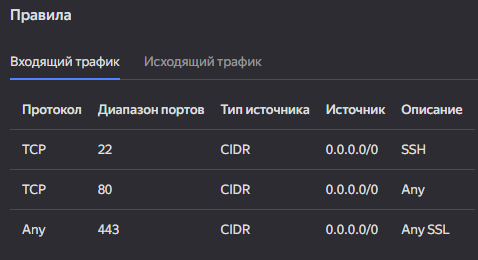 Правила
Входящий трафик Исходящий трафик
Протокол Диапазон портов Тип источника Источник Описание
TCP 22 CIDR 0.0.0.0/0 SSH
TCP 80 CIDR 0.0.0.0/0 Any
Any 443 CIDR 0.0.0.0/0 Any SSL